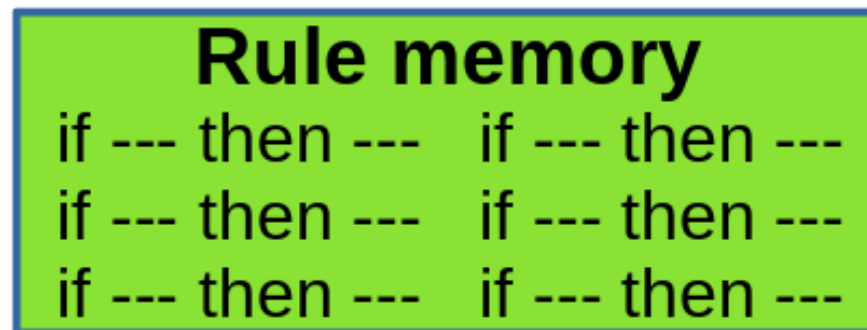 Rule memory
if --- then --- if --- then ---
if --- then --- if --- then ---
if --- then --- if --- then ---